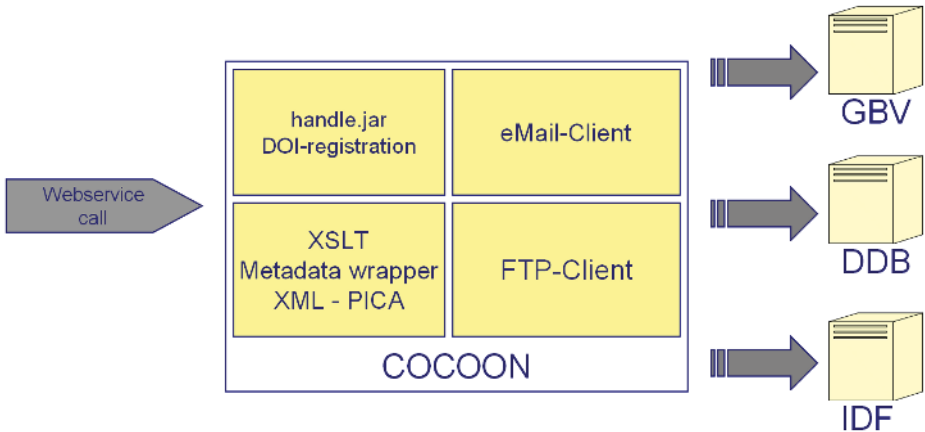 Webservice
call
handle.jar
DOI-registration
eMail-Client
XSLT
Metadata wrapper
XML - PICA
FTP-Client
COCOON
GBV
DDB
IDF